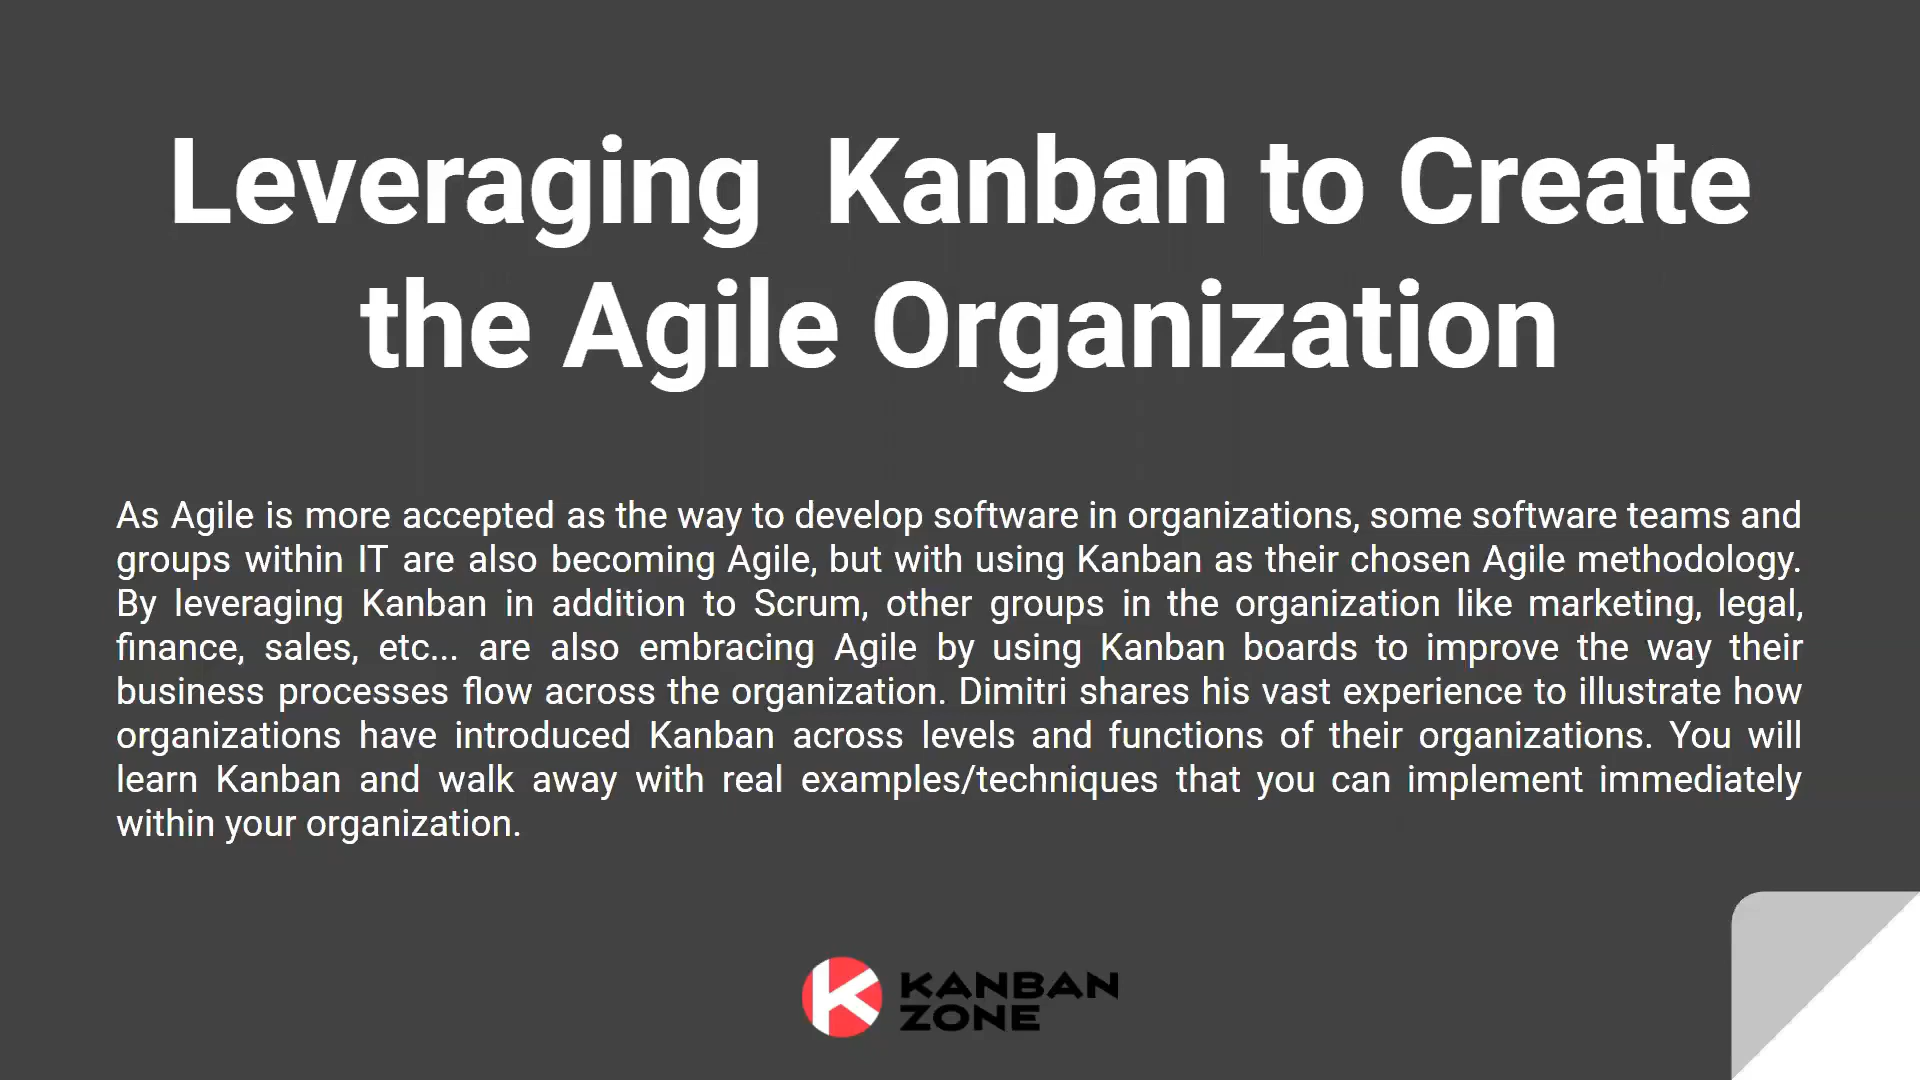 Leveraging  Kanban to Create
the Agile Organization
As Agile is more accepted as the way to develop software in organizations, some software teams and
groups within IT are also becoming Agile, but with using Kanban as their chosen Agile methodology.
By leveraging Kanban in addition to Scrum, other groups in the organization like marketing, legal,
finance, sales, etc... are also embracing Agile by using Kanban boards to improve the way their
business processes flow across the organization. Dimitri shares his vast experience to illustrate how
organizations have introduced Kanban across levels and functions of their organizations. You will
learn Kanban and walk away with real examples/techniques that you can implement immediately
within your organization.
KANBAN
ZONE